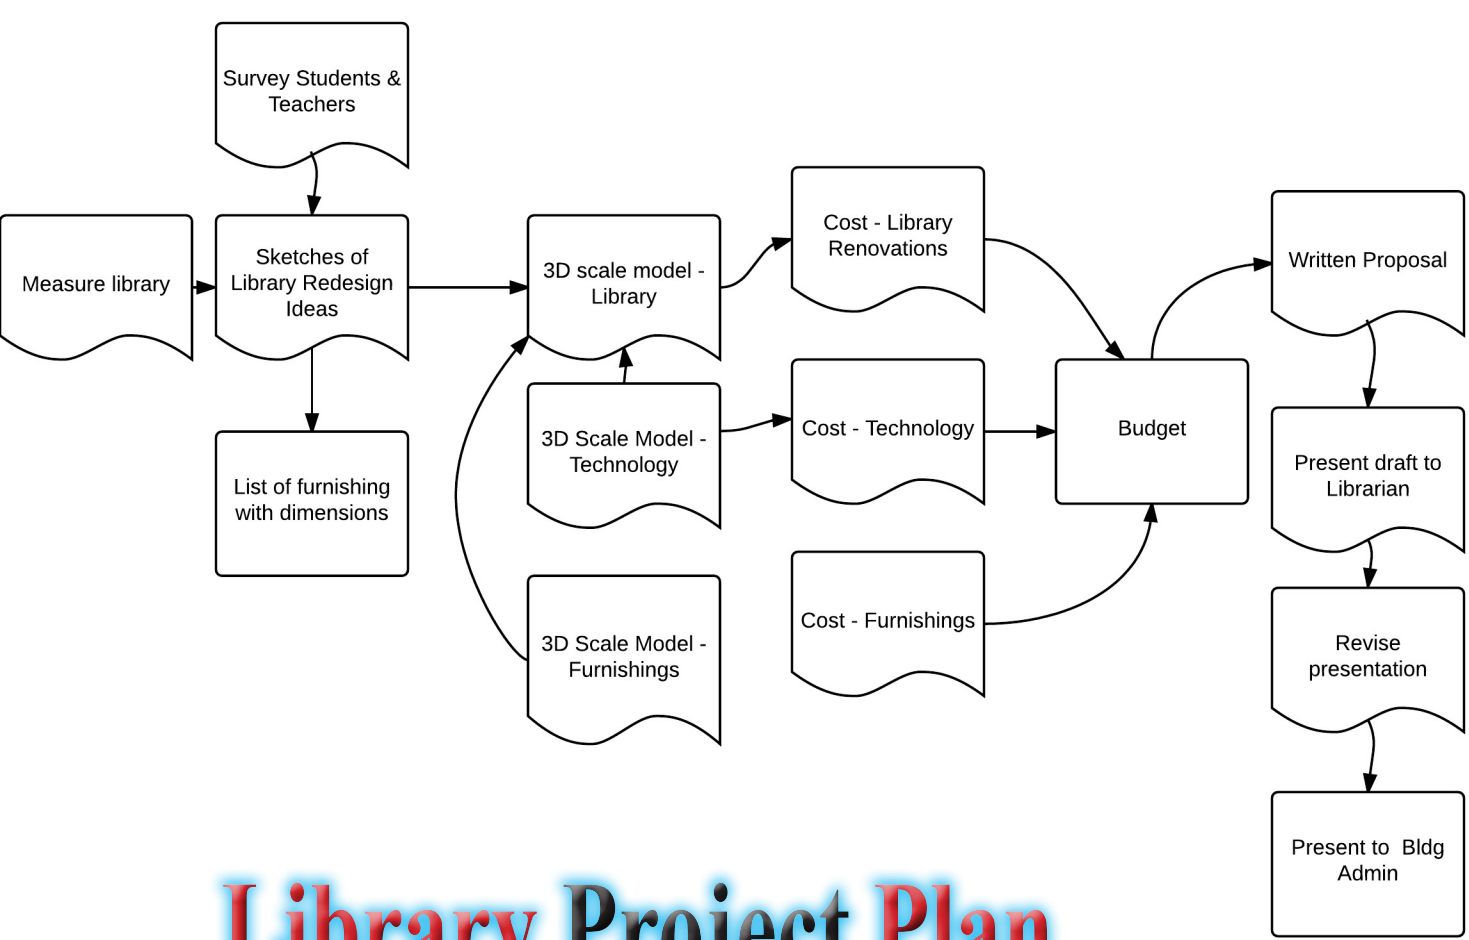 Survey Students &
Teachers
Measure library
Sketches of
Library Redesign
Ideas
List of furnishing
with dimensions
3D scale model -
Library
3D Scale Model -
Technology
3D Scale Model -
Furnishings
Cost - Library
Renovations
Cost - Technology
Cost - Furnishings
Budget
Written Proposal
Present draft to
Librarian
Revise
presentation
Present to  Bldg
Admin
Library Project Plan